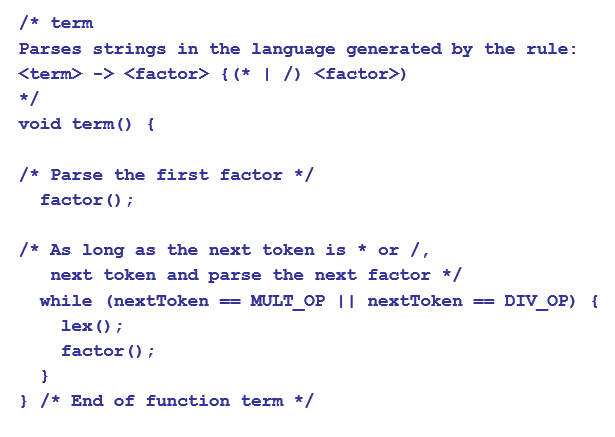 /* term
Parses strings in the language generated by the rule:
<term> -> <factor> {(* | /) <factor>)
*/
void term() {
/* Parse the first factor */
factor();
/* As long as the next token is * or /,
next token and parse the next factor */
while (nextToken == MULT_OP || nextToken == DIV_OP) {
lex();
factor();
}
} /* End of function term */